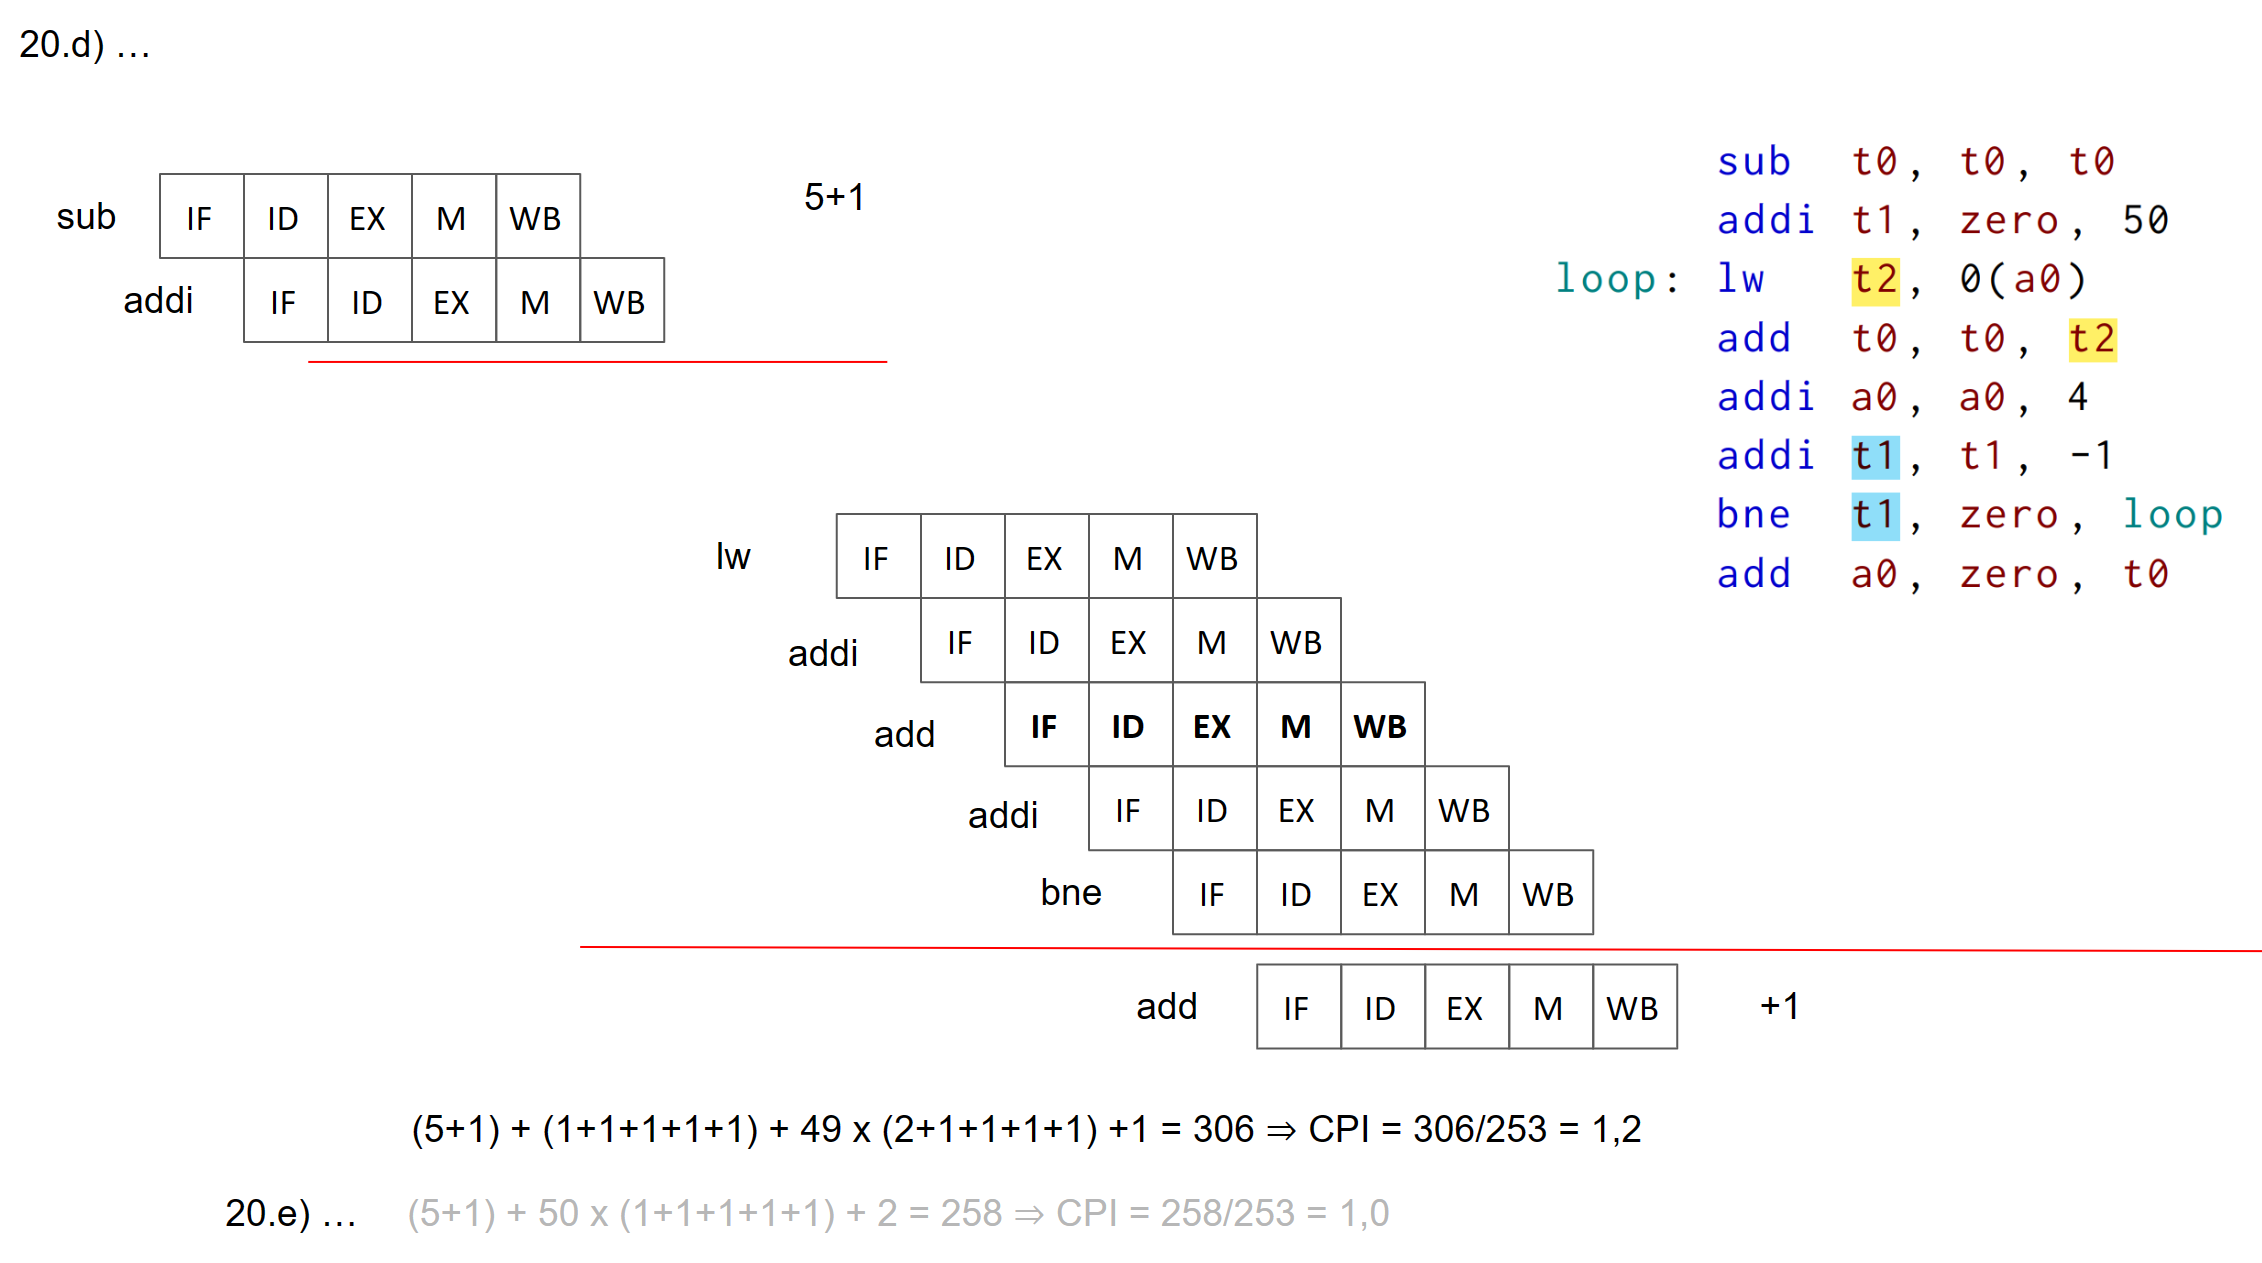 20.d) …
sub IF ID EX M WB 5+1
addi IF ID EX M WB
sub t0, t0, t0
addi t1, zero, 50
loop: lw t2, 0(a0)
add t0, t0, t2
addi a0, a0, 4
addi t1, t1, -1
bne t1, zero, loop
add a0, zero, t0
lw IF ID EX M WB
addi IF ID EX M WB
add IF ID EX M WB
addi IF ID EX M WB
bne IF ID EX M WB
add IF ID EX M WB +1
(5+1) + (1+1+1+1+1) + 49 x (2+1+1+1+1) +1 = 306 ⇒ CPI = 306/253 = 1,2
20.e) … (5+1) + 50 x (1+1+1+1+1) + 2 = 258 ⇒ CPI = 258/253 = 1,0